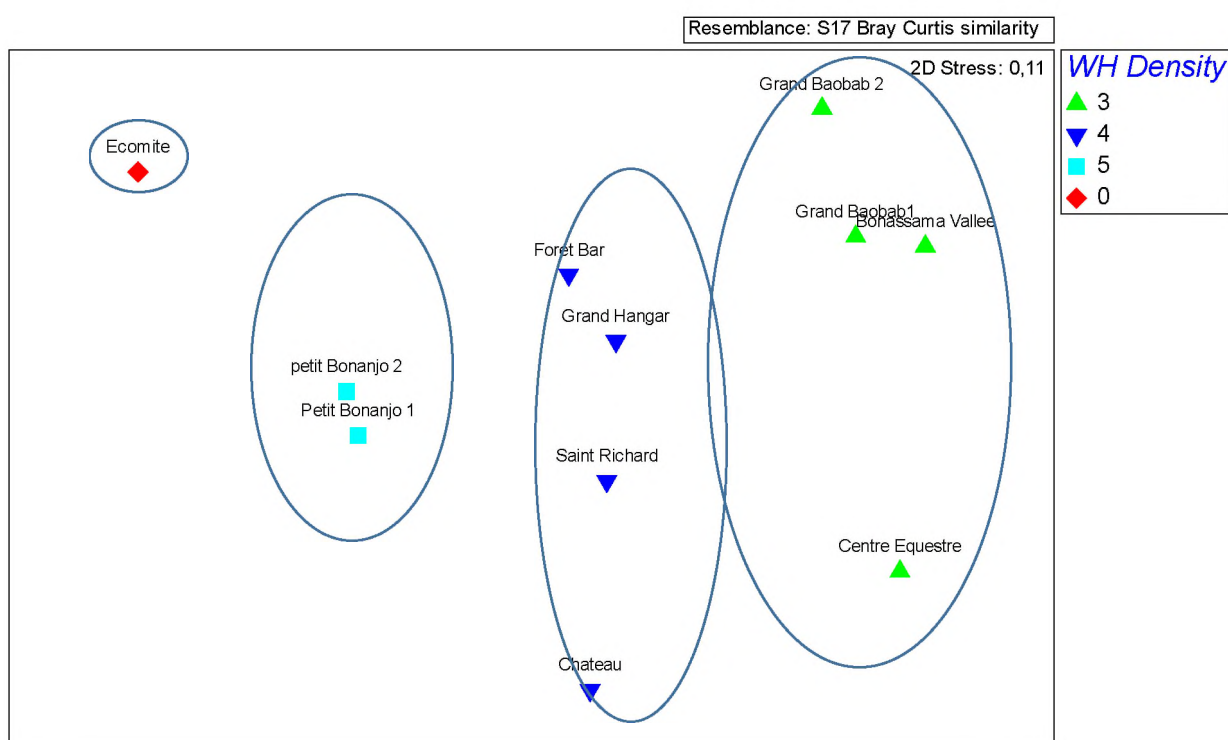 Resemblance: S17 Bray Curtis similarity
2D Stress: 0,11
WH Density
3
4
5
0
Grand Baobab 2
Ecomite
Grand Baobab1
Bonassama Vallee
Foret Bar
Grand Hangar
petit Bonanjo 2
Petit Bonanjo 1
Saint Richard
Centre Equestre
Chateau